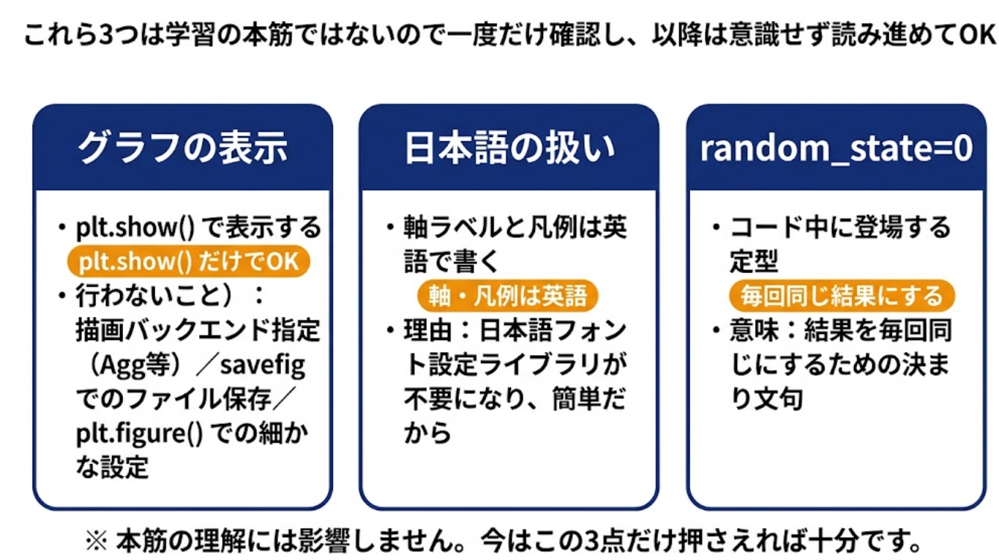 これら3つは学習の本筋ではないので一度だけ確認し、以降は意識せず読み進めてOK
グラフの表示
・plt.show() で表示する
plt.show() だけでOK
・行わないこと）：
描画バックエンド指定
（Agg等）／savefig
でのファイル保存／
plt.figure() での細か
な設定
日本語の扱い
・軸ラベルと凡例は英
語で書く
軸・凡例は英語
・理由：日本語フォン
ト設定ライブラリが
不要になり、簡単だ
から
random_state=0
・コード中に登場する
定型
毎回同じ結果にする
・意味：結果を毎回同
じにするための決ま
り文句
※ 本筋の理解には影響しません。今はこの3点だけ押さえれば十分です。